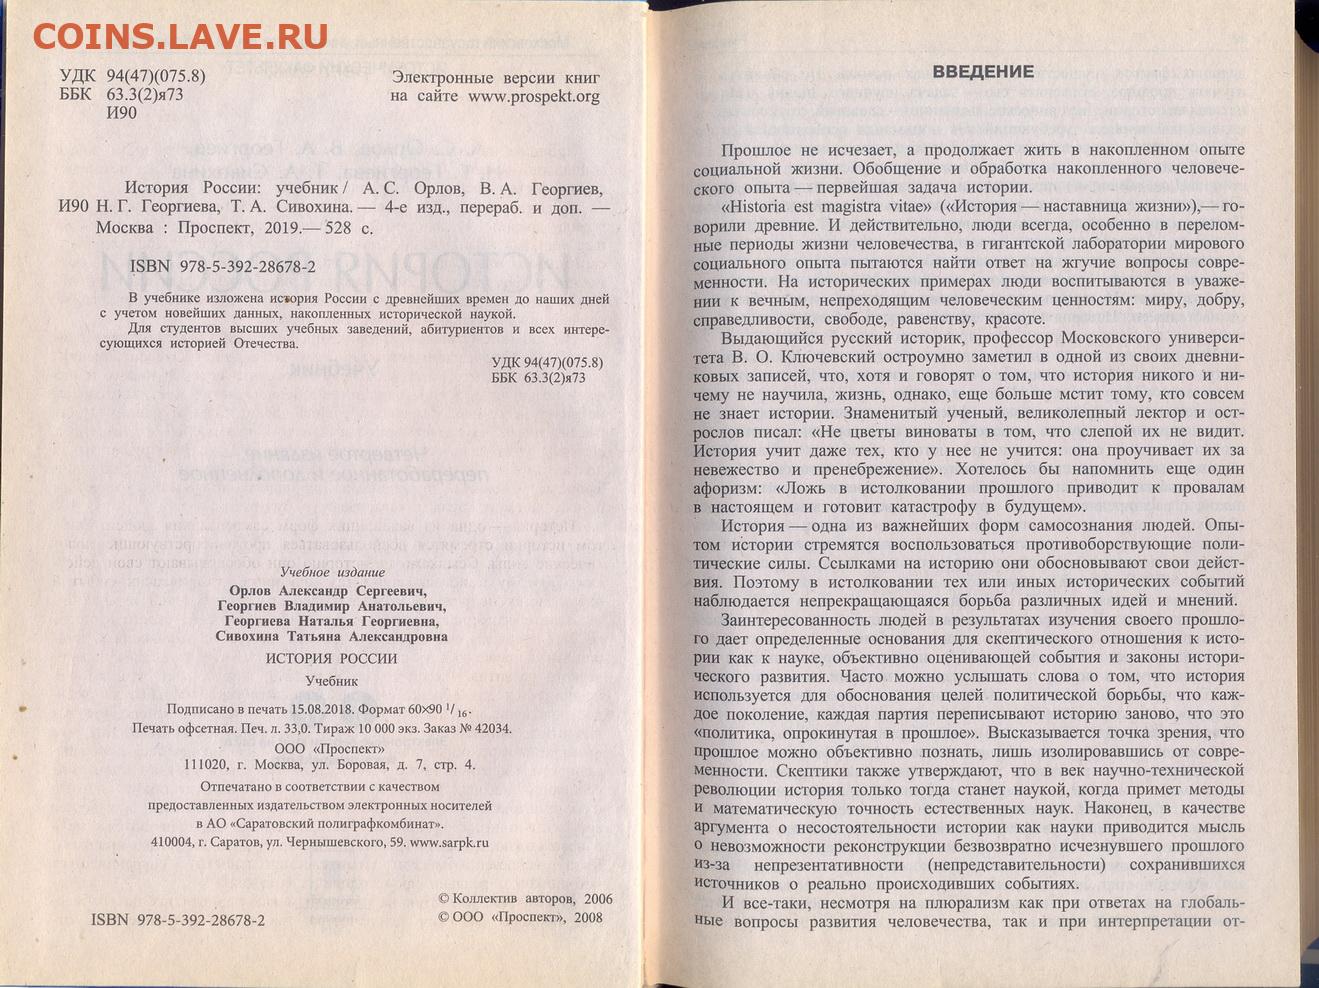 COINS.LAVE.RU
УДК 94(47)(075.8)
ББК 63.3(2)я73
И90
Электронные версии книг
на сайте www.prospekt.org
История России: учебник / А. С. Орлов, В. А. Георгиев,
И90 Н. Г. Георгиева, Т. А. Сивохина. — 4-е изд., перераб. и доп. —
Москва : Проспект, 2019.— 528 с.
ISBN 978-5-392-28678-2
В учебнике изложена история России с древнейших времен до наших дней
с учетом новейших данных, накопленных исторической наукой.
Для студентов высших учебных заведений, абитуриентов и всех интере-
сующихся историей Отечества.
УДК 94(47)(075.8)
ББК 63.3(2)я73
Учебное издание
Орлов Александр Сергеевич,
Георгиев Владимир Анатольевич,
Георгиева Наталья Георгиевна,
Сивохина Татьяна Александровна
ИСТОРИЯ РОССИИ
Учебник
Подписано в печать 15.08.2018. Формат 60×90 1/16.
Печать офсетная. Печ. л. 33,0. Тираж 10 000 экз. Заказ № 42034.
ООО «Проспект»
111020, г. Москва, ул. Боровая, д. 7, стр. 4.
Отпечатано в соответствии с качеством
предоставленных издательством электронных носителей
в АО «Саратовский полиграфкомбинат».
410004, г. Саратов, ул. Чернышевского, 59. www.sarpk.ru
© Коллектив авторов, 2006
ISBN 978-5-392-28678-2
© ООО «Проспект», 2008
ВВЕДЕНИЕ
Прошлое не исчезает, а продолжает жить в накопленном опыте
социальной жизни. Обобщение и обработка накопленного человече-
ского опыта — первейшая задача истории.
«Historia est magistra vitae» («История — наставница жизни»),— го-
ворили древние. И действительно, люди всегда, особенно в перелом-
ные периоды жизни человечества, в гигантской лаборатории мирового
социального опыта пытаются найти ответ на жгучие вопросы совре-
менности. На исторических примерах люди воспитываются в уваже-
нии к вечным, непреходящим человеческим ценностям: миру, добру,
справедливости, свободе, равенству, красоте.
Выдающийся русский историк, профессор Московского универси-
тета В. О. Ключевский остроумно заметил в одной из своих дневни-
ковых записей, что, хотя и говорят о том, что история никого и ни-
чему не научила, жизнь, однако, еще больше мстит тому, кто совсем
не знает истории. Знаменитый ученый, великолепный лектор и ост-
рослов писал: «Не цветы виноваты в том, что слепой их не видит.
История учит даже тех, кто у нее не учится: она проучивает их за
невежество и пренебрежение». Хотелось бы напомнить еще один
афоризм: «Ложь в истолковании прошлого приводит к провалам
в настоящем и готовит катастрофу в будущем».
История — одна из важнейших форм самосознания людей. Опы-
том истории стремятся воспользоваться противоборствующие поли-
тические силы. Ссылками на историю они обосновывают свои дейст-
вия. Поэтому в истолковании тех или иных исторических событий
наблюдается непрекращающаяся борьба различных идей и мнений.
Заинтересованность людей в результатах изучения своего прошло-
го дает определенные основания для скептического отношения к исто-
рии как к науке, объективно оценивающей события и законы истори-
ческого развития. Часто можно услышать слова о том, что история
используется для обоснования целей политической борьбы, что каж-
дое поколение, каждая партия переписывают историю заново, что это
«политика, опрокинутая в прошлое». Высказывается точка зрения, что
прошлое можно объективно познать, лишь изолировавшись от совре-
менности. Скептики также утверждают, что в век научно-технической
революции история только тогда станет наукой, когда примет методы
и математическую точность естественных наук. Наконец, в качестве
аргумента о несостоятельности истории как науки приводится мысль
о невозможности реконструкции безвозвратно исчезнувшего прошлого
из-за непрезентативности (непредставительности) сохранившихся
источников о реально происходивших событиях.
И все-таки, несмотря на плюрализм как при ответах на глобаль-
ные вопросы развития человечества, так и при интерпретации от-